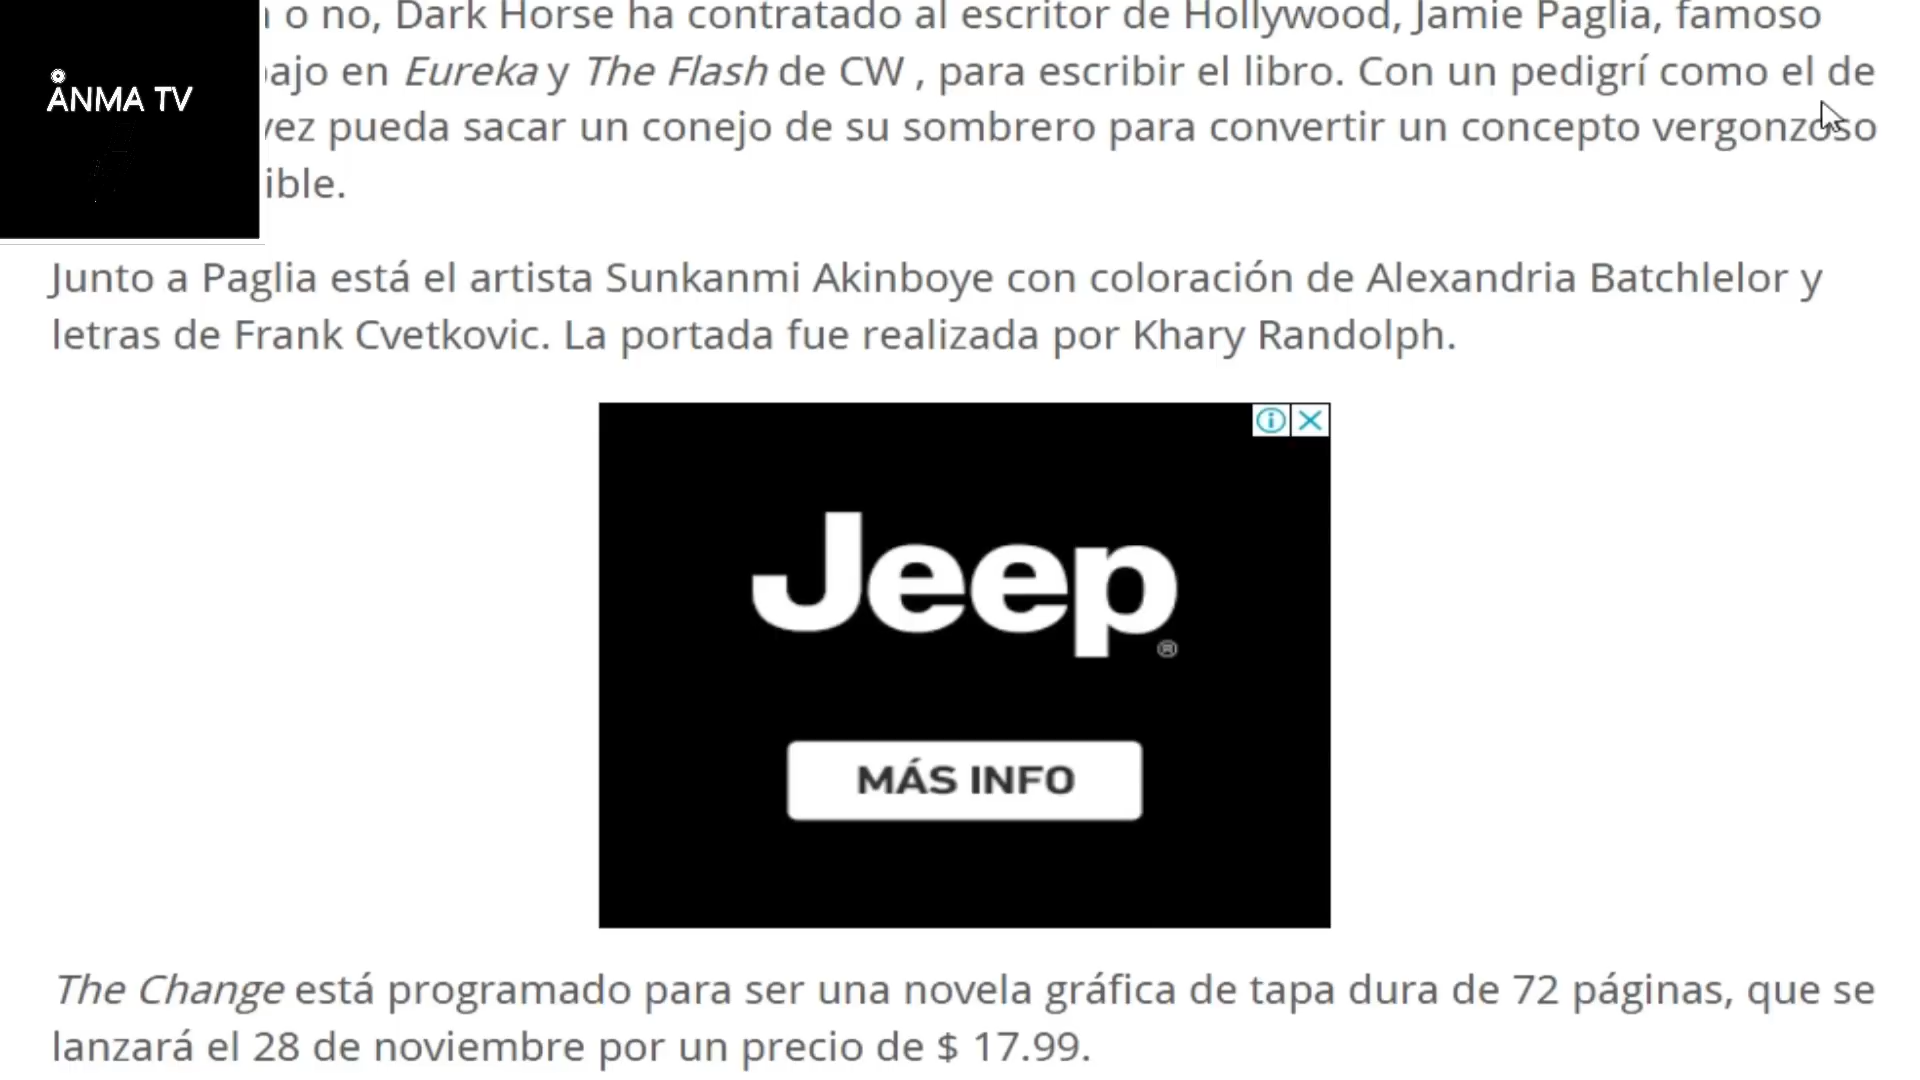 o no, Dark Horse ha contratado al escritor de Hollywood, Jamie Paglia, famoso
ajo en Eureka y The Flash de CW , para escribir el libro. Con un pedigrí como el de
ÅNMA TV
vez pueda sacar un conejo de su sombrero para convertir un concepto vergonzoso
ible.
Junto a Paglia está el artista Sunkanmi Akinboye con coloración de Alexandria Batchlelor y
letras de Frank Cvetkovic. La portada fue realizada por Khary Randolph.
Jeep®
MÁS INFO
The Change está programado para ser una novela gráfica de tapa dura de 72 páginas, que se
lanzará el 28 de noviembre por un precio de $ 17.99.